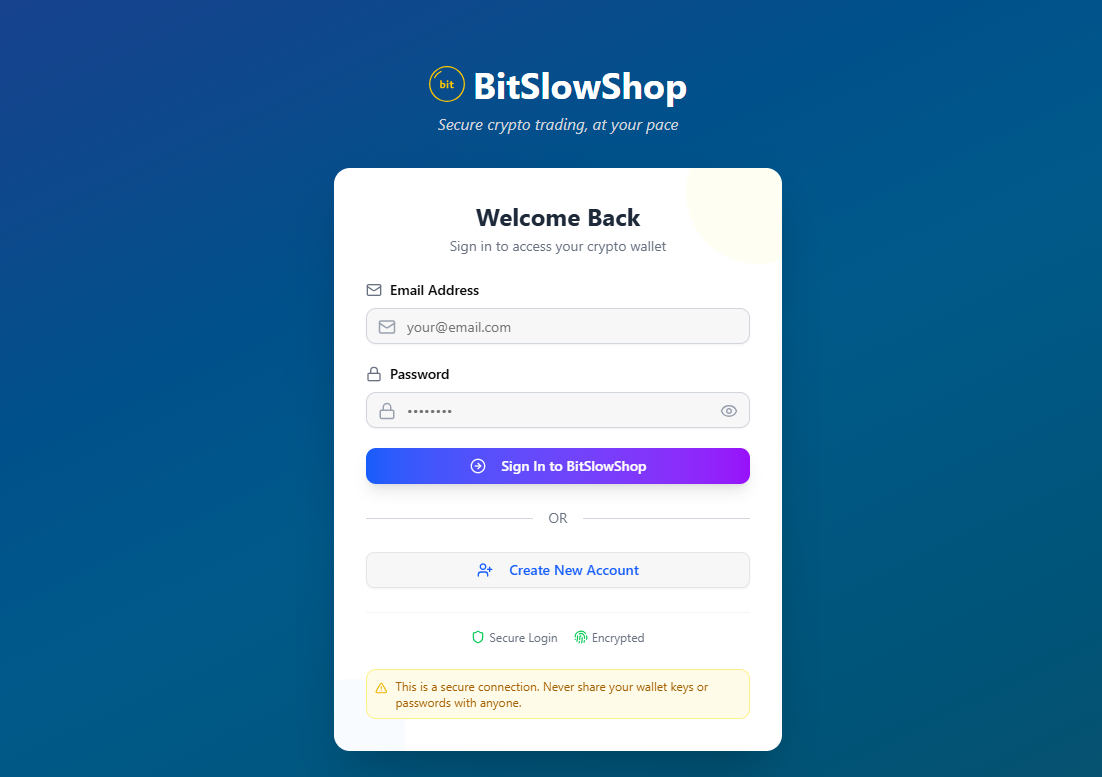 bit BitSlowShop
Secure crypto trading, at your pace
Welcome Back
Sign in to access your crypto wallet
Email Address
your@email.com
Password
••••••••
Sign In to BitSlowShop
OR
Create New Account
Secure Login Encrypted
This is a secure connection. Never share your wallet keys or
passwords with anyone.